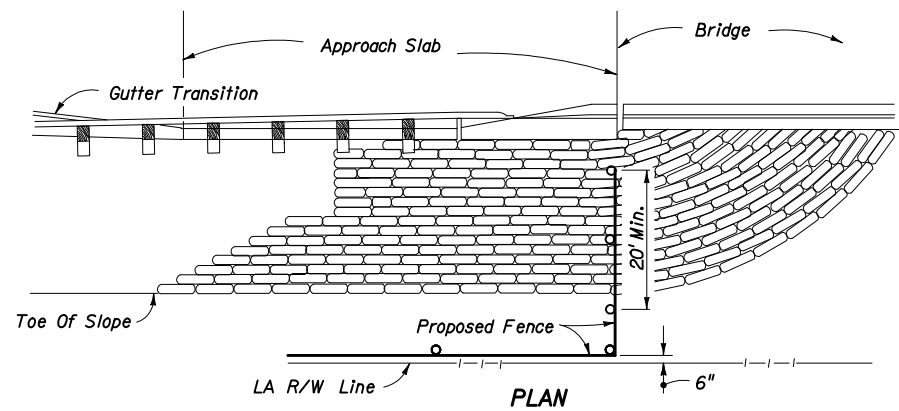 Bridge
Approach Slab
Gutter Transition
20' Min.
Toe Of Slope
Proposed Fence
LA R/W Line
6"
PLAN